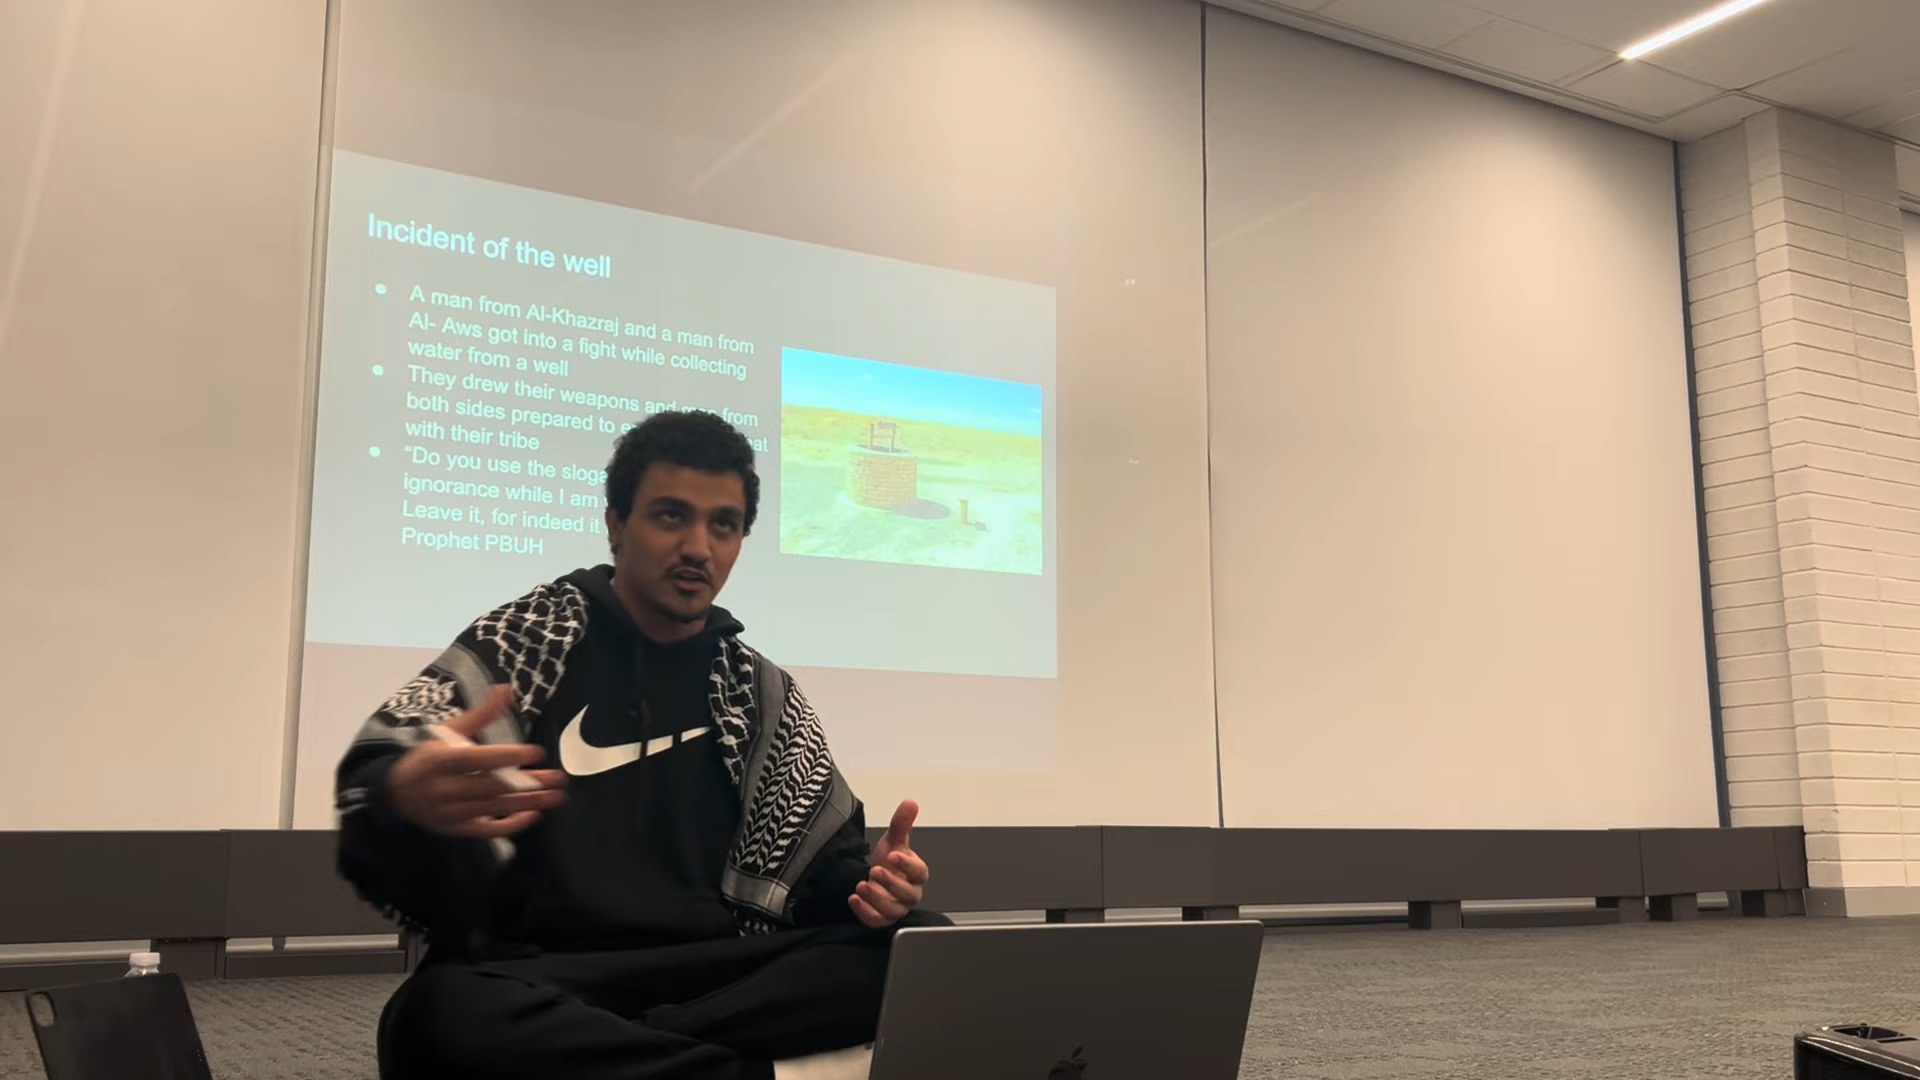 Incident of the well
● A man from Al-Khazraj and a man from
Al- Aws got into a fight while collecting
water from a well
● They drew their weapons and from
both sides prepared to
with their tribe
● “Do you use the
ignorance while I am
Leave it, for indeed it
Prophet PBUH